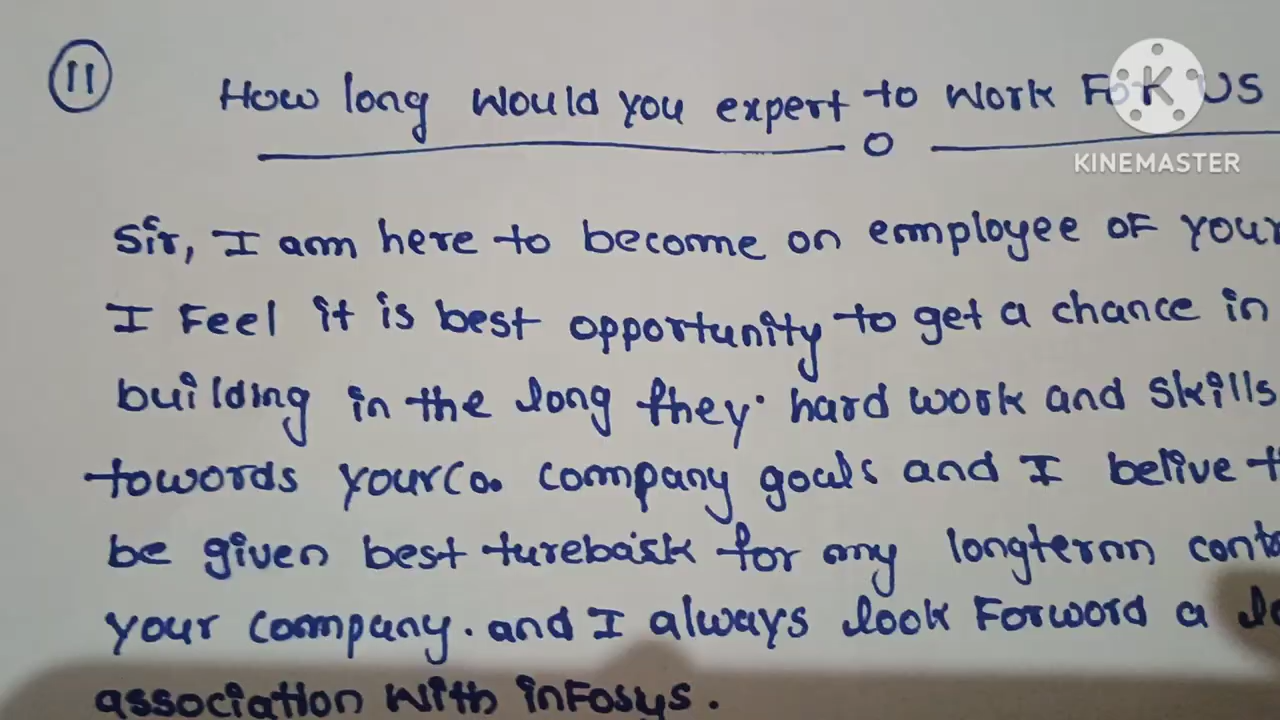 11
How long would you expert to work For US
KINEMASTER
Sir, I am here to become on employee of your
I Feel it is best opportunity to get a chance in
building in the long they. hard work and skills
towords your Co. company goals and I belive
be given best for my longterm
your company. and I always look Forword a
association with inFosys.